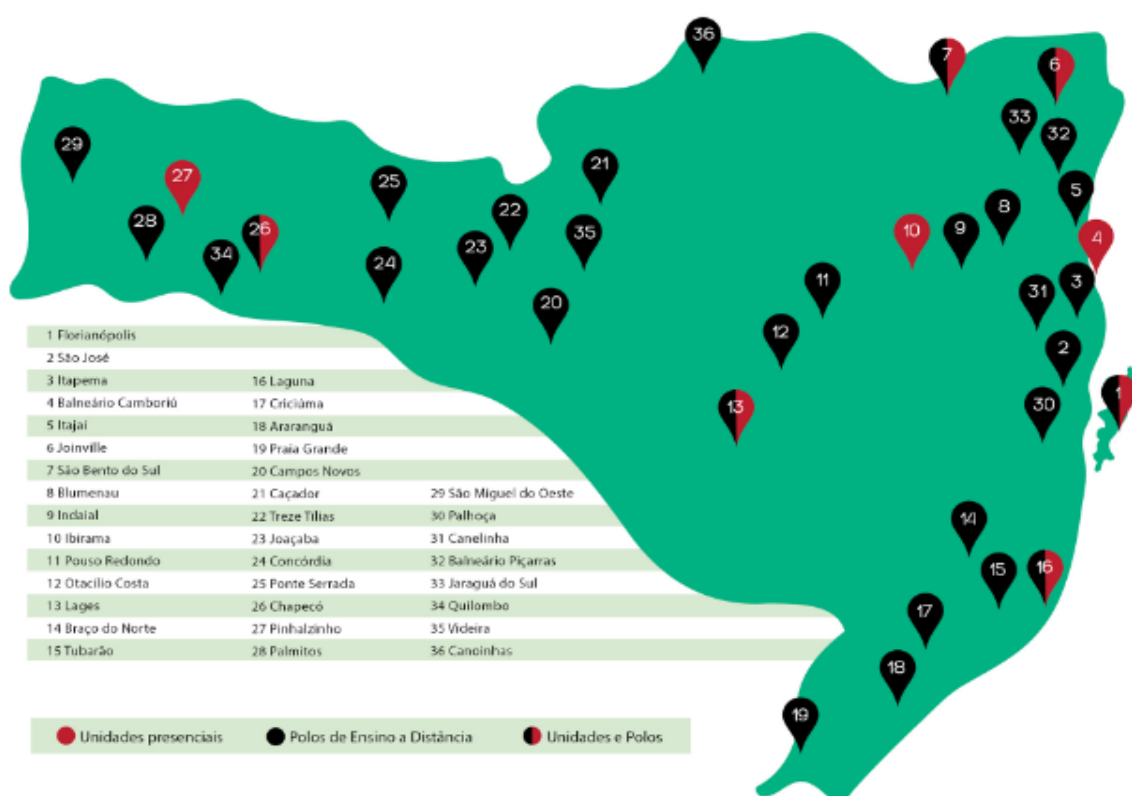 36
7
6
33
32
29
27
21
25
5
28
22
8
26
35
9
10
4
34
23
24
11
3
31
20
12
2
13
1
30
14
15
16
17
18
19
1 Florianópolis
2 São José
3 Itapema
4 Balneário Camboriú
5 Itajaí
6 Joinville
7 São Bento do Sul
8 Blumenau
9 Indaial
10 Ibirama
11 Pouso Redondo
12 Otacílio Costa
13 Lages
14 Braço do Norte
15 Tubarão
16 Laguna
17 Criciúma
18 Araranguá
19 Praia Grande
20 Campos Novos
21 Caçador
22 Treze Tílias
23 Joaçaba
24 Concórdia
25 Ponte Serrada
26 Chapecó
27 Pinhalzinho
28 Palmitos
29 São Miguel do Oeste
30 Palhoça
31 Canelinha
32 Balneário Piçarras
33 Jaraguá do Sul
34 Quilombo
35 Videira
36 Canoinhas
Unidades presenciais
Polos de Ensino a Distância
Unidades e Polos